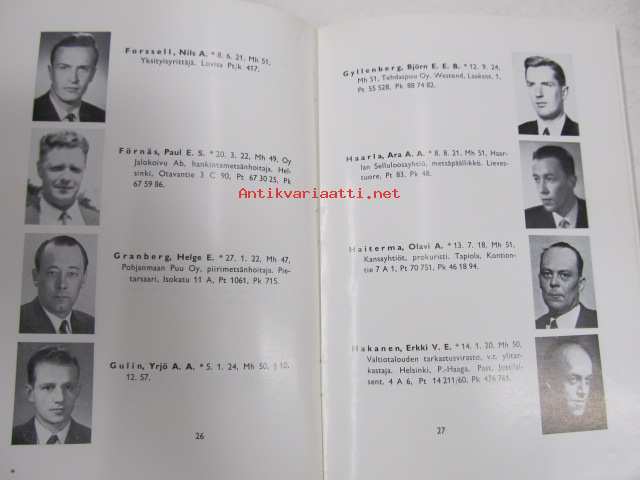 Forssell, Nils A. *8. 6. 21, Mh 51,
Yksityisyrittäjä. Lovisa Pt/k 417.
Förnäs, Paul E. S. *20. 3. 22, Mh 49, Oy
Jalokoivu Ab, hankintametsänhoitaja. Hel-
sinki, Otavantie 3 C 90, Pt 67 30 25, Pk
67 59 86.
Granberg, Helge E. *27. 1. 22, Mh 47,
Pohjanmaan Puu Oy, piirimetsänhoitaja. Pie-
tarsaari, Isokatu 11 A, Pt 1061, Pk 715.
Gulin, Yrjö A. A. *5. 1. 24, Mh 50, § 10.
12. 57.
26
Gyllenberg, Björn E. E. B. *12. 9. 24,
Mh 51, Tehdaspuu Oy. Westend, Laaksot. 1,
Pt 55 528, Pk 88 74 82.
Haarla, Ara A. A. *8. 8. 21, Mh 51, Haar-
lan Selluloosayhtiö, metsäpäällikkö. Lieves-
tuore, Pt 83, Pk 48.
Haiterma, Olavi A. *13. 7. 18, Mh 51,
Kansayhtiöt, prokuristi. Tapiola, Kontion-
tie 7 A 1, Pt 70 751, Pk 46 18 94.
Hakanen, Erkki V. E. *14. 1. 20, Mh 50,
Valtiotalouden tarkastusvirasto, v.t. ylitar-
kastaja. Helsinki, P.-Haaga, Post.
sent. 4 A 6, Pt 14 211/60, Pk 476 765.
27
Antikvariaatti.net